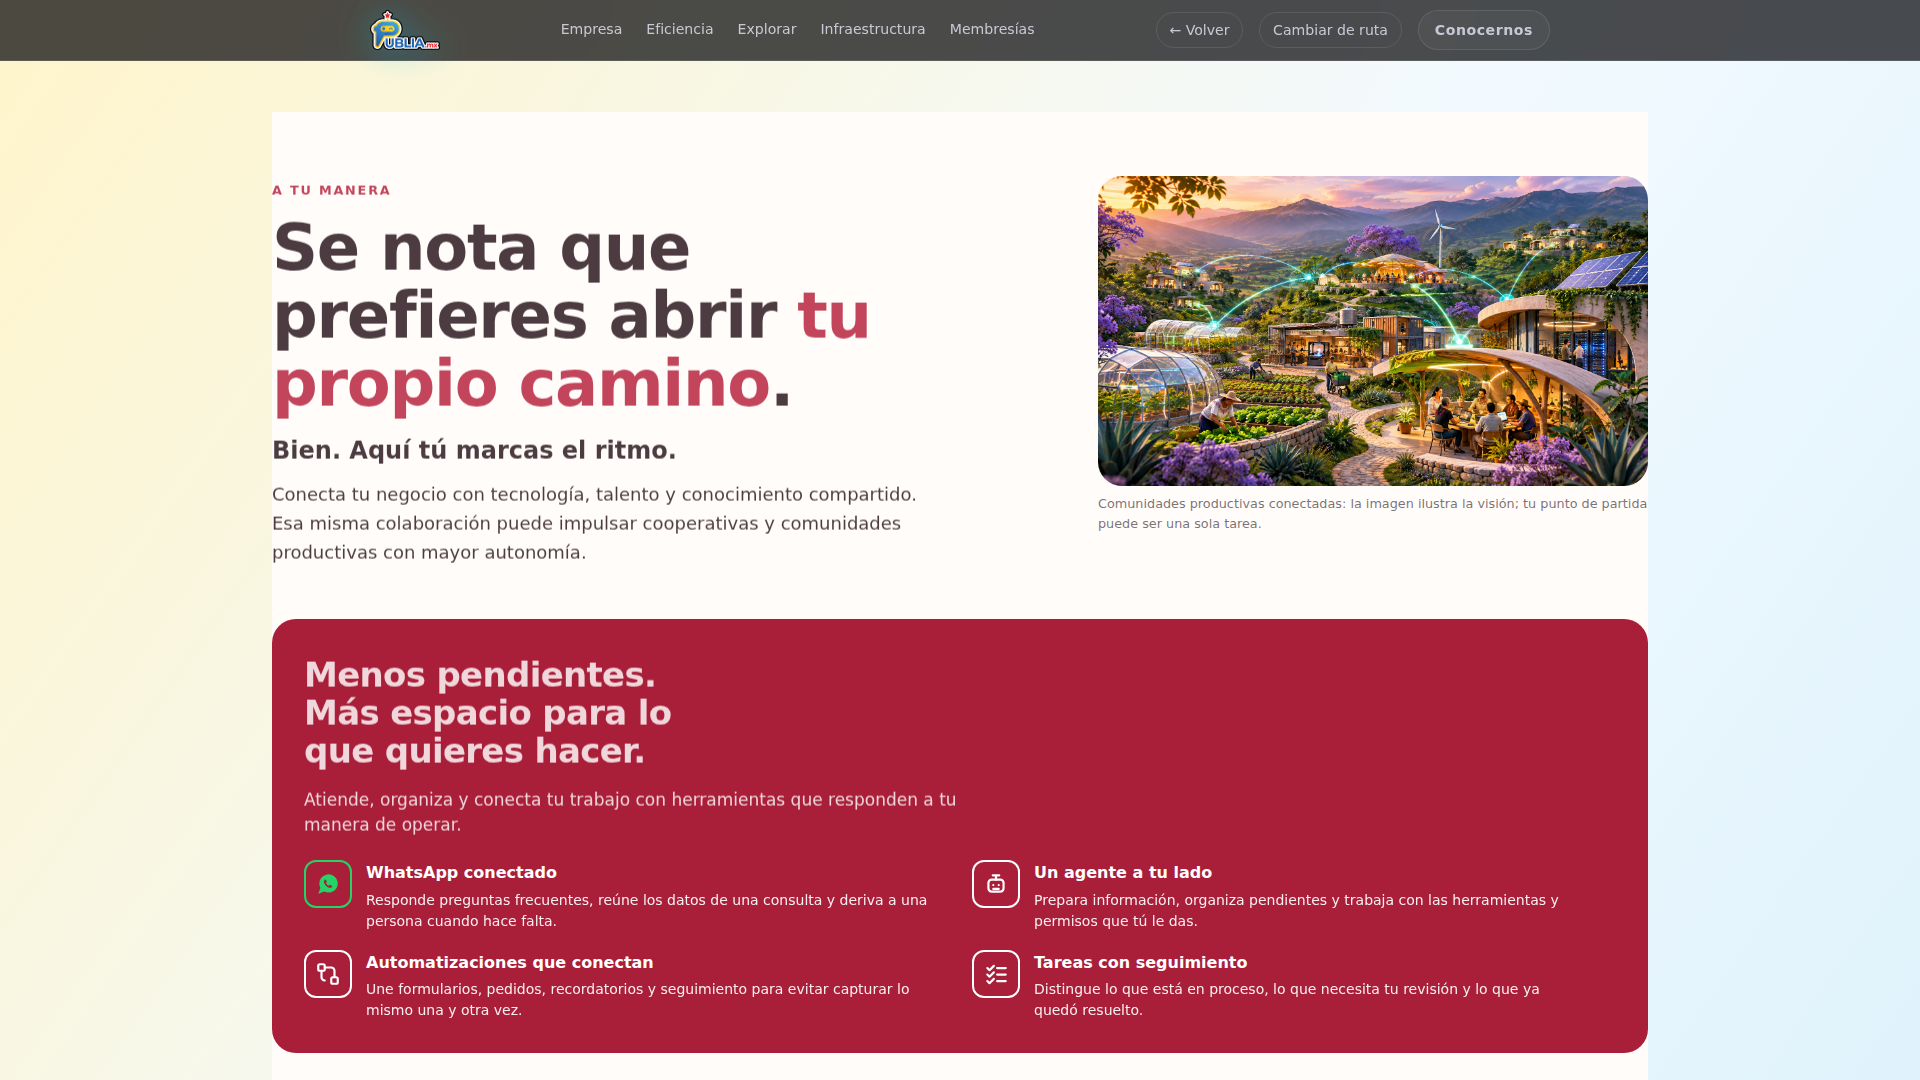 PUBLIA.mx
Empresa
Eficiencia
Explorar
Infraestructura
Membresías
← Volver
Cambiar de ruta
Conocernos
A TU MANERA
Se nota que
prefieres abrir tu
propio camino.
Bien. Aquí tú marcas el ritmo.
Conecta tu negocio con tecnología, talento y conocimiento compartido.
Esa misma colaboración puede impulsar cooperativas y comunidades
productivas con mayor autonomía.
Comunidades productivas conectadas: la imagen ilustra la visión; tu punto de partida
puede ser una sola tarea.
Menos pendientes.
Más espacio para lo
que quieres hacer.
Atiende, organiza y conecta tu trabajo con herramientas que responden a tu
manera de operar.
WhatsApp conectado
Responde preguntas frecuentes, reúne los datos de una consulta y deriva a una
persona cuando hace falta.
Un agente a tu lado
Prepara información, organiza pendientes y trabaja con las herramientas y
permisos que tú le das.
Automatizaciones que conectan
Une formularios, pedidos, recordatorios y seguimiento para evitar capturar lo
mismo una y otra vez.
Tareas con seguimiento
Distingue lo que está en proceso, lo que necesita tu revisión y lo que ya
quedó resuelto.